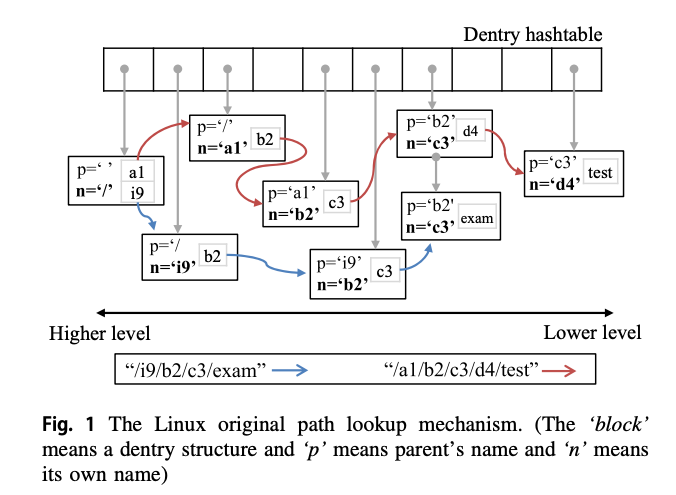 Dentry hashtable
p=‘ ’ a1
n=‘/’ i9
p=‘/’ b2
n=‘a1’
p=‘/ b2
n=‘i9’
p=‘a1’ c3
n=‘b2’
p=‘i9’ c3
n=‘b2’
p=‘b2’ d4
n=‘c3’
p=‘b2' exam
n=‘c3’
p=‘c3’ test
n=‘d4’
Higher level
Lower level
“/i9/b2/c3/exam”
“/a1/b2/c3/d4/test”
Fig. 1 The Linux original path lookup mechanism. (The ‘block’
means a dentry structure and ‘p’ means parent’s name and ‘n’ means
its own name)